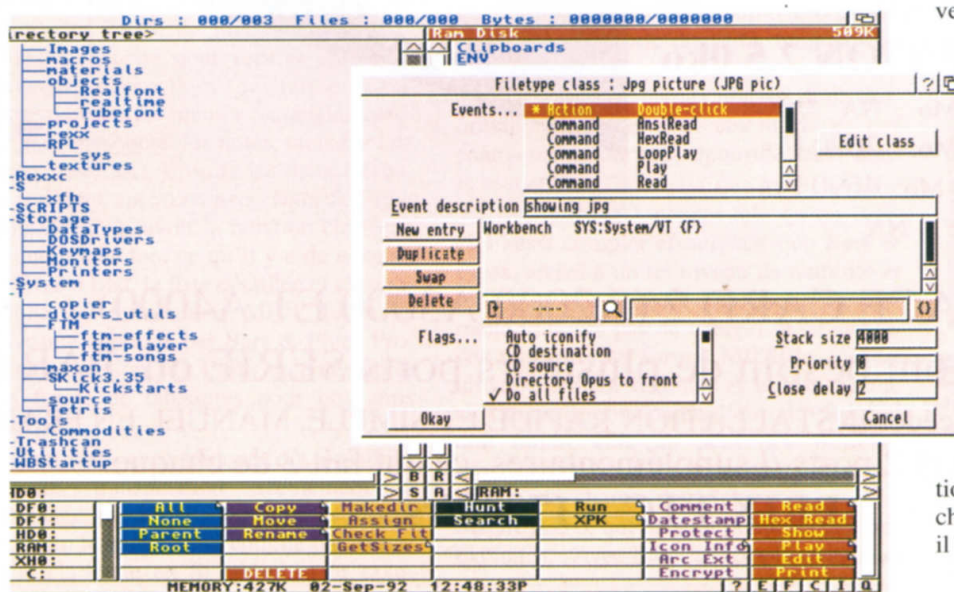 Dirs : 000/003 Files : 000/000 Bytes : 0000000/0000000
irectory tree>
Ram Disk 509K
Images
macros
materials
objects
Realfont
realtime
tubefont
projects
rexx
RPL
sys
textures
Rexxc
S
xfh
SCRIPTS
Storage
DataTypes
DOSDrivers
Keymaps
Monitors
Printers
System
T
copier
divers_utils
FTM
ftm-effects
ftm-player
ftm-songs
maxon
SKick3.35
Kickstarts
source
Tetris
Tools
Commodities
Trashcan
Utilities
WBStartup
Clipboards
ENV
Filetype class : Jpg picture (JPG pic) ?
Events... * Action Double-click
Command AnsiRead
Command HexRead
Command LoopPlay
Command Play
Command Read
Edit class
Event description showing jpg
New entry
Duplicate
Swap
Delete
Workbench SYS:System/VT {F}
---- {}
Flags... Auto iconify
CD destination
CD source
Directory Opus to front
✓ Do all files
Stack size 4000
Priority 0
Close delay 2
Okay Cancel
B R
HD0: S A RAM:
DF0: All Copy Makedir Hunt Run Comment Read
DF1: None Move Assign Search XPK Datestamp Hex Read
HD0: Parent Rename Check Fit Protect Show
RAM: Root GetSizes Icon Info Play
XH0: Arc Ext Edit
C: DELETE Encrypt Print
MEMORY:427K 02-Sep-92 12:48:33P ? E F C I Q
ve
tio
ch
il